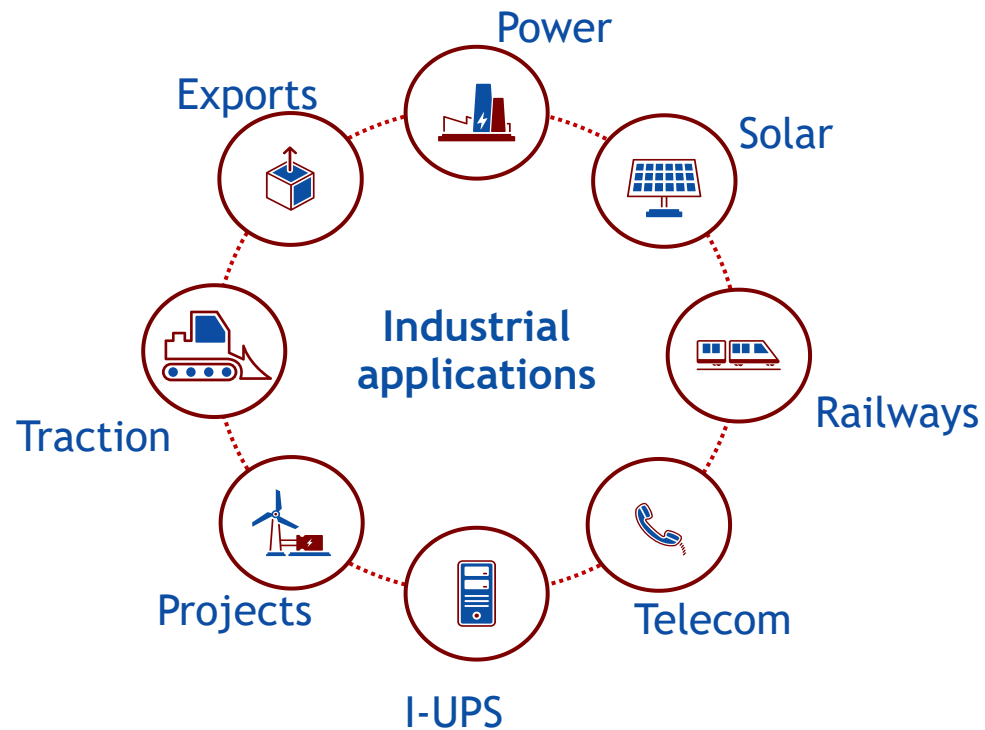 Power
Exports
Solar
Industrial
applications
Railways
Traction
Projects
Telecom
I-UPS